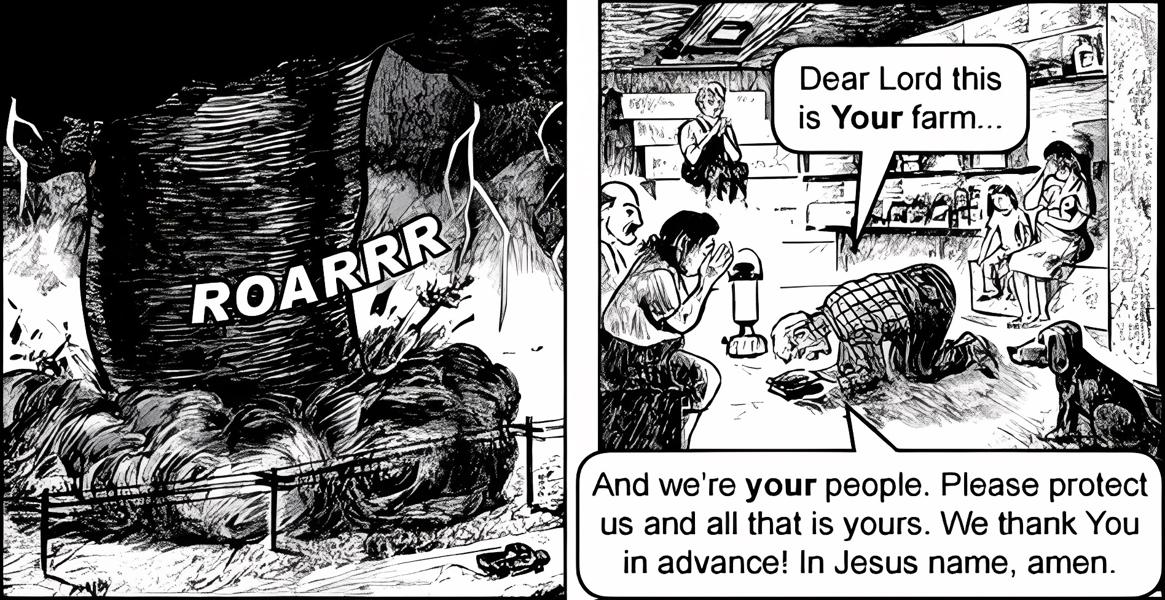 ROARRR
Dear Lord this
is Your farm...
And we're your people. Please protect
us and all that is yours. We thank You
in advance! In Jesus name, amen.